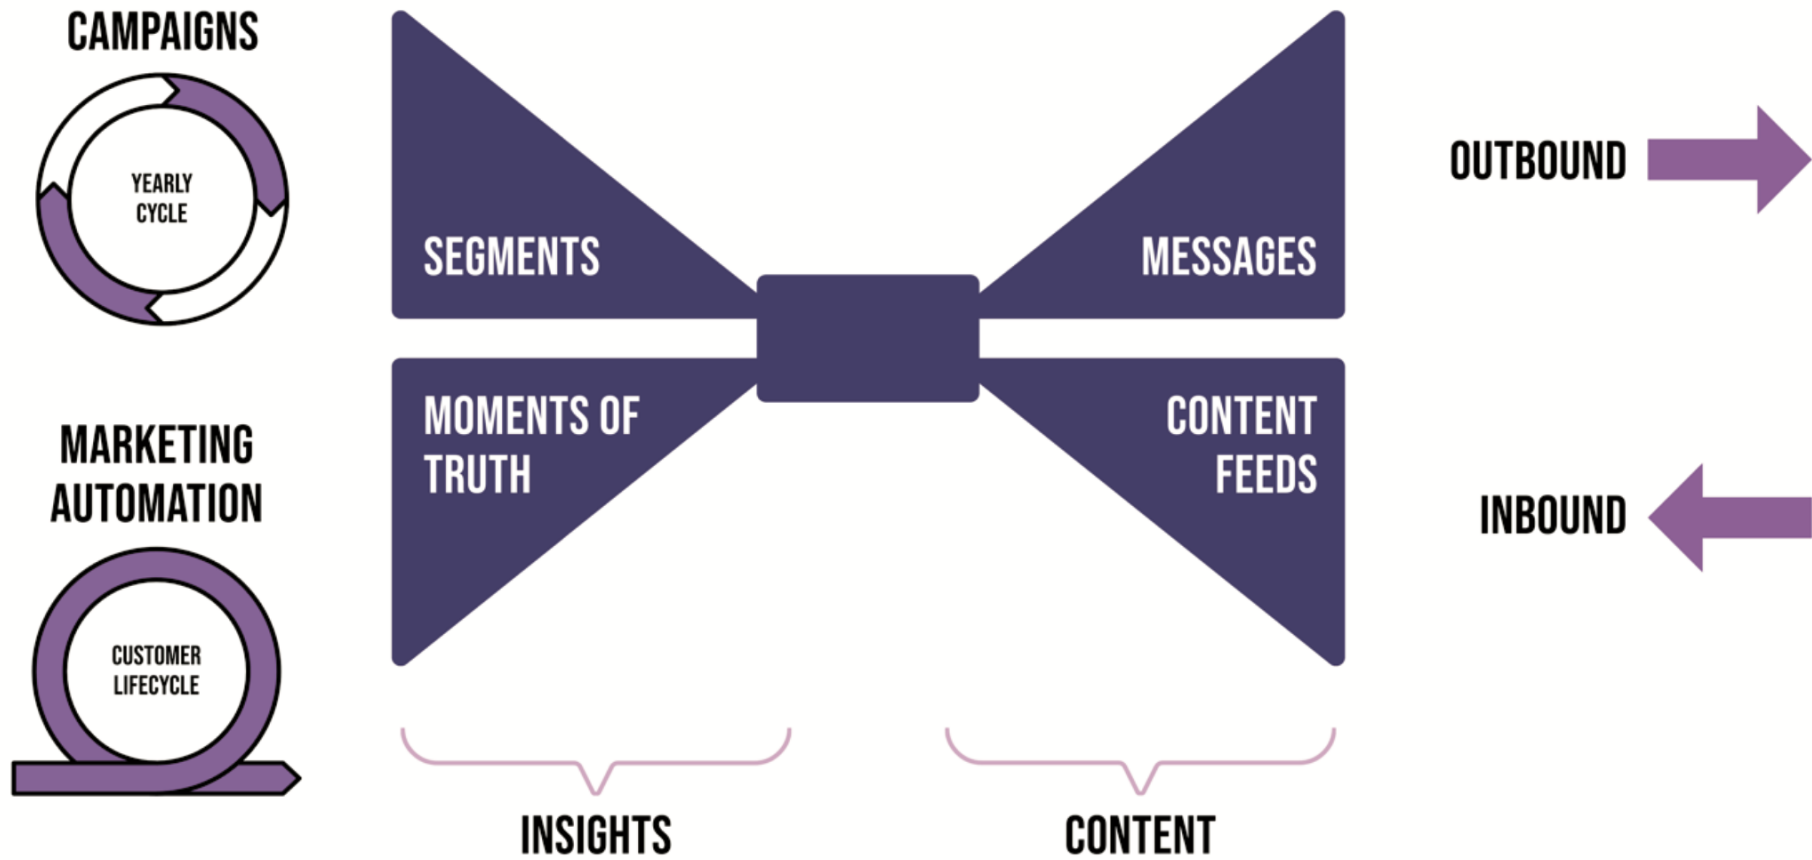 CAMPAIGNS
YEARLY
CYCLE
SEGMENTS
MESSAGES
OUTBOUND
MARKETING
AUTOMATION
CUSTOMER
LIFECYCLE
MOMENTS OF
TRUTH
CONTENT
FEEDS
INBOUND
INSIGHTS
CONTENT